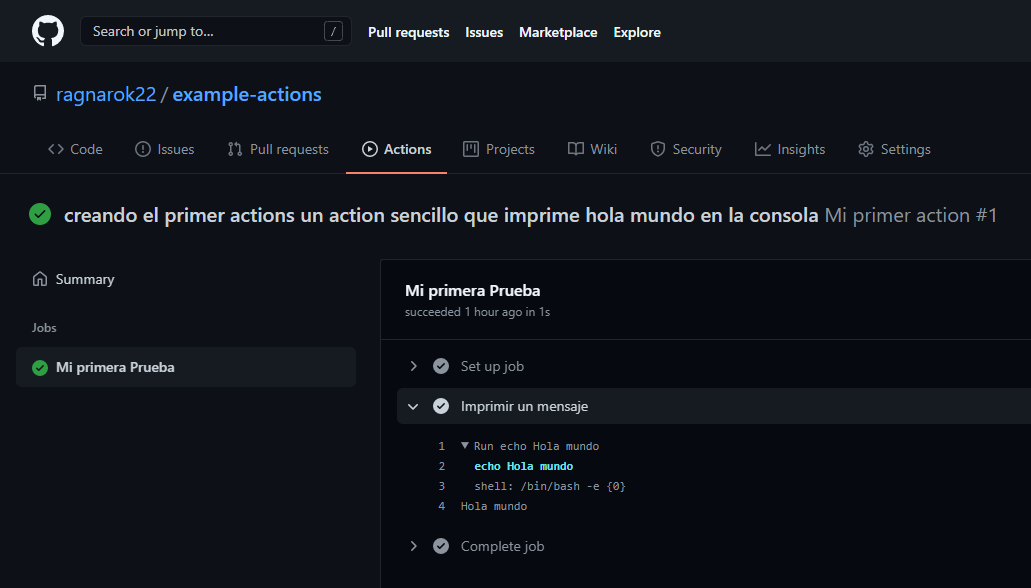 Search or jump to... / Pull requests Issues Marketplace Explore
ragnarok22 / example-actions
Code Issues Pull requests Actions Projects Wiki Security Insights Settings
creando el primer actions un action sencillo que imprime hola mundo en la consola Mi primer action #1
Summary
Jobs
Mi primera Prueba
Mi primera Prueba
succeeded 1 hour ago in 1s
Set up job
Imprimir un mensaje
1 ▼ Run echo Hola mundo
2 echo Hola mundo
3 shell: /bin/bash -e {0}
4 Hola mundo
Complete job